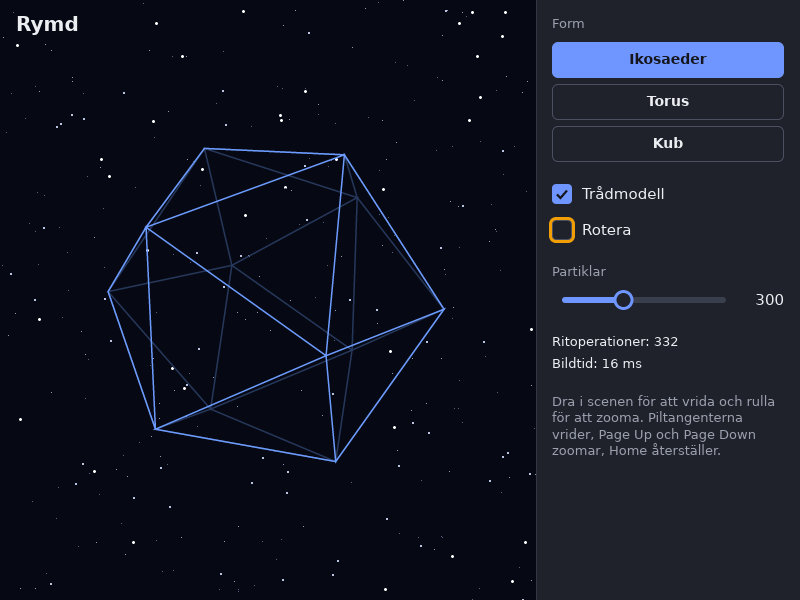 Rymd
Form
Ikosaeder
Torus
Kub
Trådmodell
Rotera
Partiklar
300
Ritoperationer: 332
Bildtid: 16 ms
Dra i scenen för att vrida och rulla
för att zooma. Piltangenterna
vrider, Page Up och Page Down
zoomar, Home återställer.